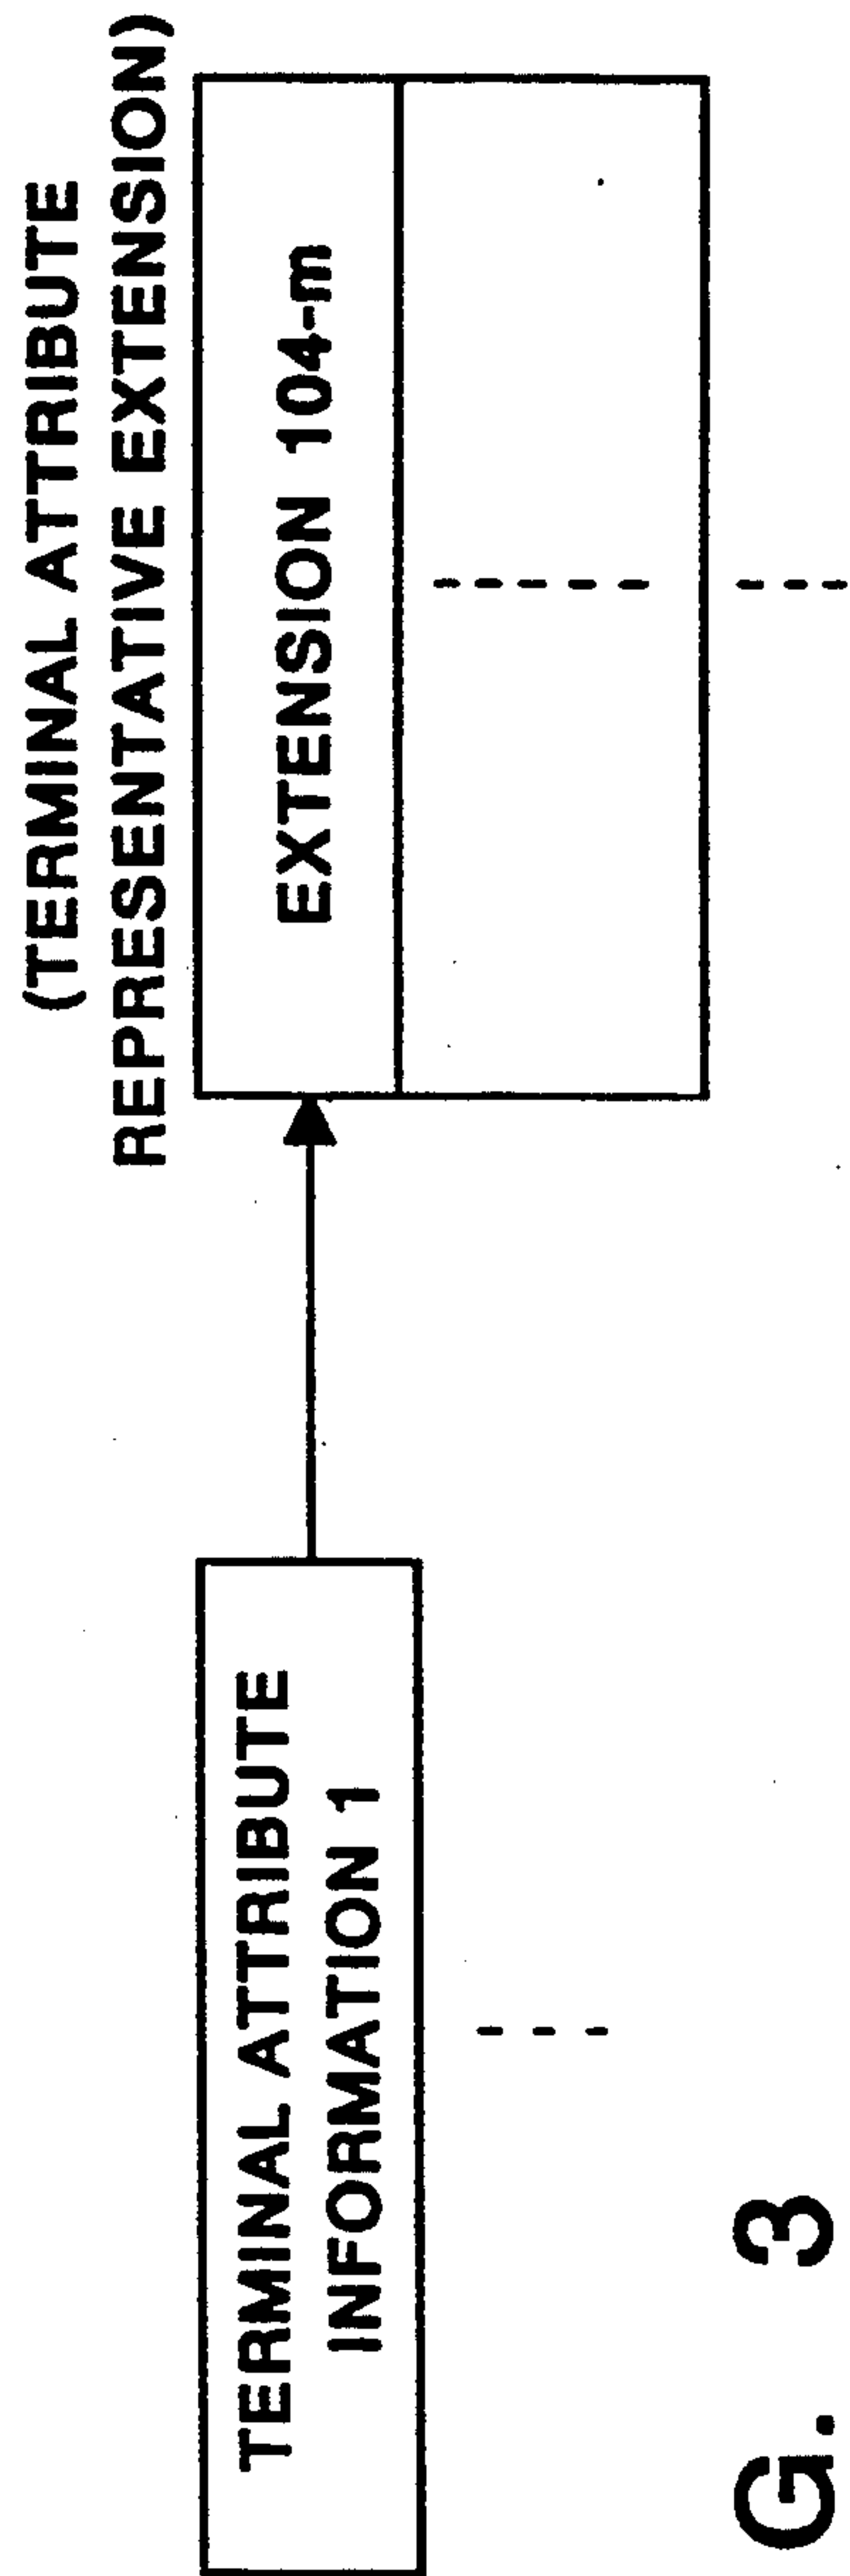 (TERMINAL ATTRIBUTE
REPRESENTATIVE EXTENSION)
TERMINAL ATTRIBUTE
INFORMATION 1
EXTENSION 104-m
G. 3